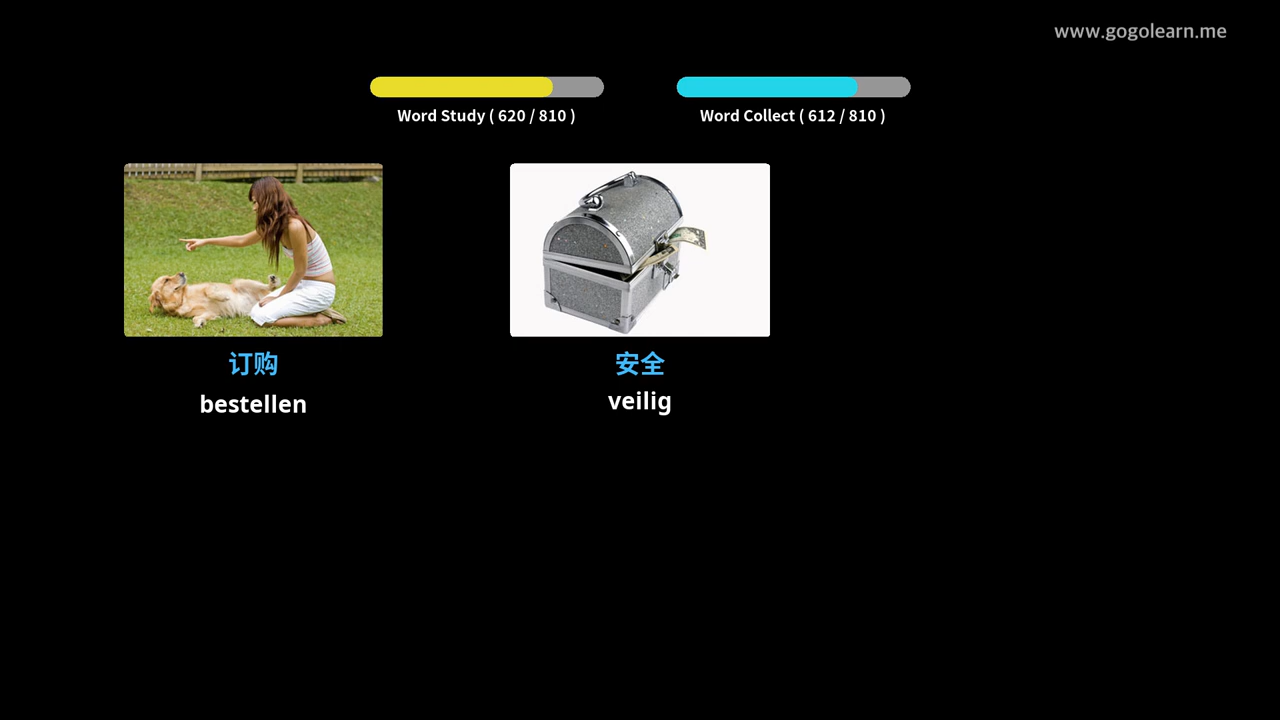 www.gogolearn.me
Word Study ( 620 / 810 )
Word Collect ( 612 / 810 )
订购
bestellen
安全
veilig